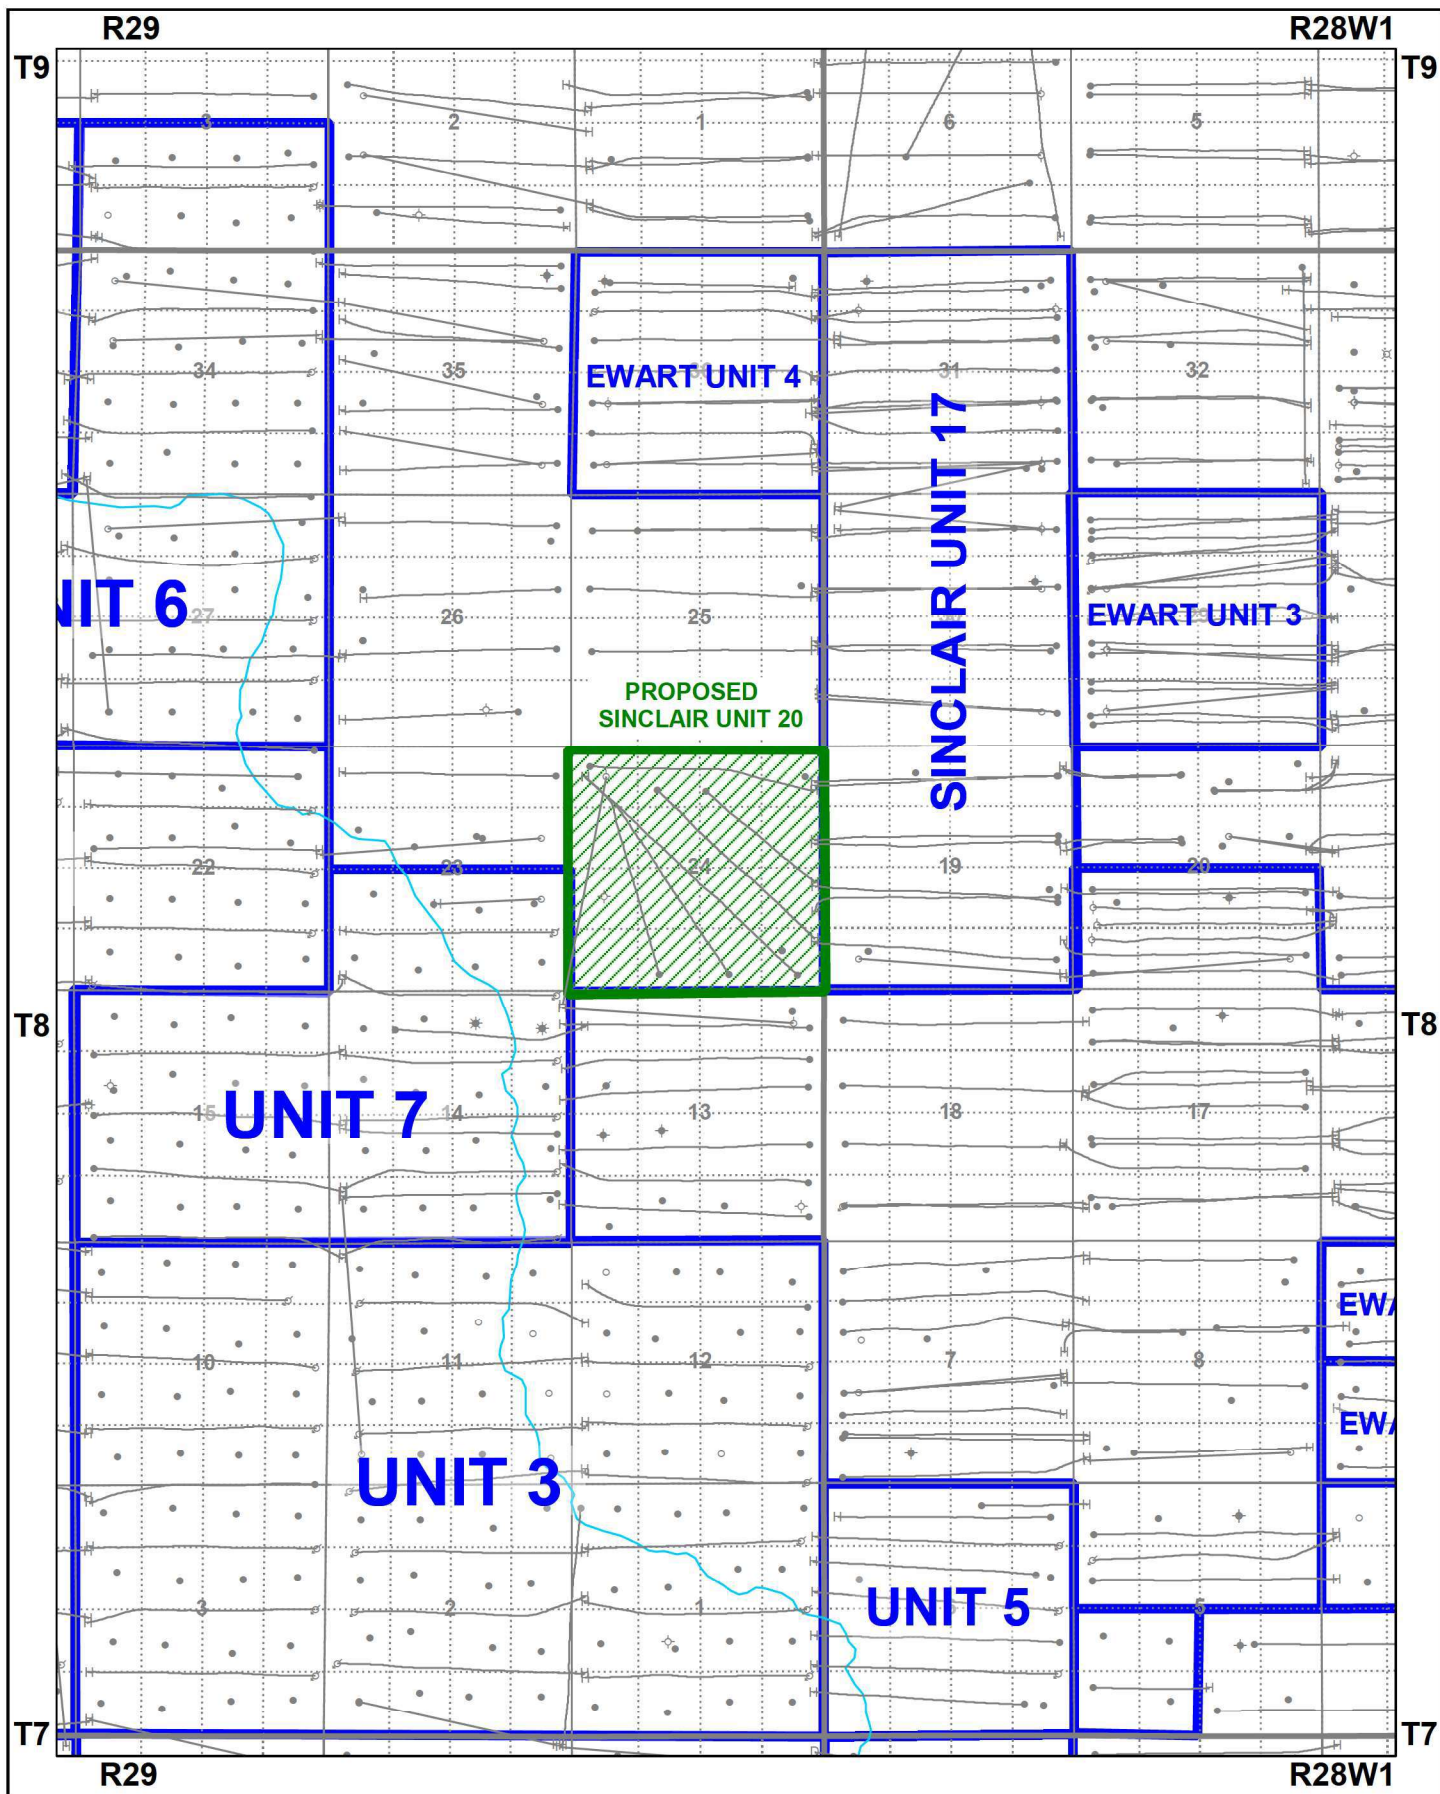 R29 R28W1
T9 T9
3 2 1 6 5
34 35 31 32
EWART UNIT 4
SINCLAIR UNIT 17
NIT 6
27 26 25
EWART UNIT 3
PROPOSED
SINCLAIR UNIT 20
22 23 24 19 20
T8 T8
15 14 13 18 17
UNIT 7
EWA
10 11 12 7 8
EWA
UNIT 3
UNIT 5
3 2 1 5
T7 T7
R29 R28W1